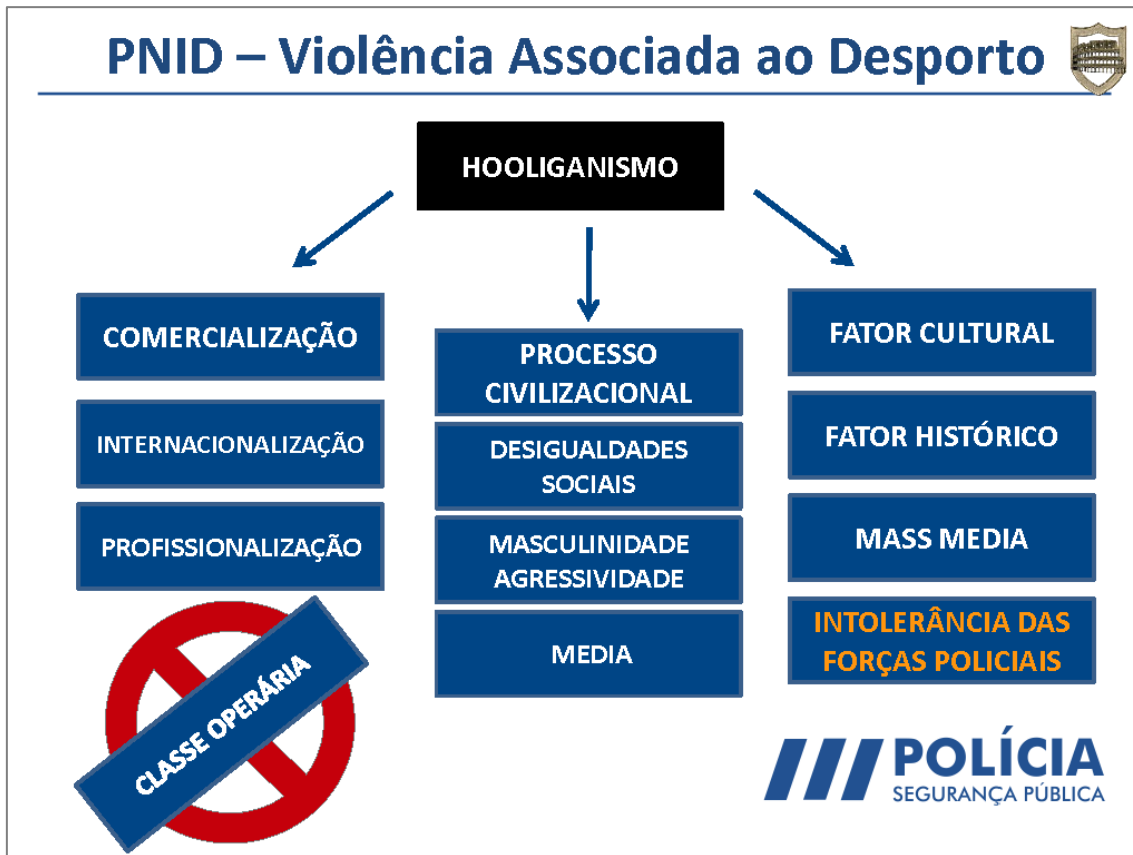 PNID – Violência Associada ao Desporto
HOOLIGANISMO
COMERCIALIZAÇÃO
INTERNACIONALIZAÇÃO
PROFISSIONALIZAÇÃO
CLASSE OPERÁRIA
PROCESSO
CIVILIZACIONAL
DESIGUALDADES
SOCIAIS
MASCULINIDADE
AGRESSIVIDADE
MEDIA
FATOR CULTURAL
FATOR HISTÓRICO
MASS MEDIA
INTOLERÂNCIA DAS
FORÇAS POLICIAIS
POLÍCIA
SEGURANÇA PÚBLICA